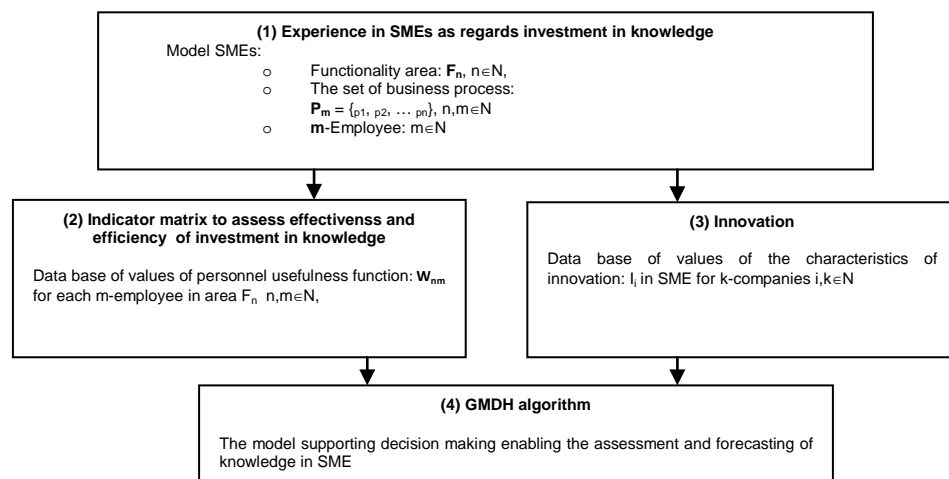 (1) Experience in SMEs as regards investment in knowledge
Model SMEs:
o Functionality area: Fn, n∈N,
o The set of business process:
Pm = {p1, p2, … pn}, n,m∈N
o m-Employee: m∈N
(2) Indicator matrix to assess effectivenss and
efficiency of investment in knowledge
Data base of values of personnel usefulness function: Wnm
for each m-employee in area Fn n,m∈N,
(3) Innovation
Data base of values of the characteristics of
innovation: Ii in SME for k-companies i,k∈N
(4) GMDH algorithm
The model supporting decision making enabling the assessment and forecasting of
knowledge in SME